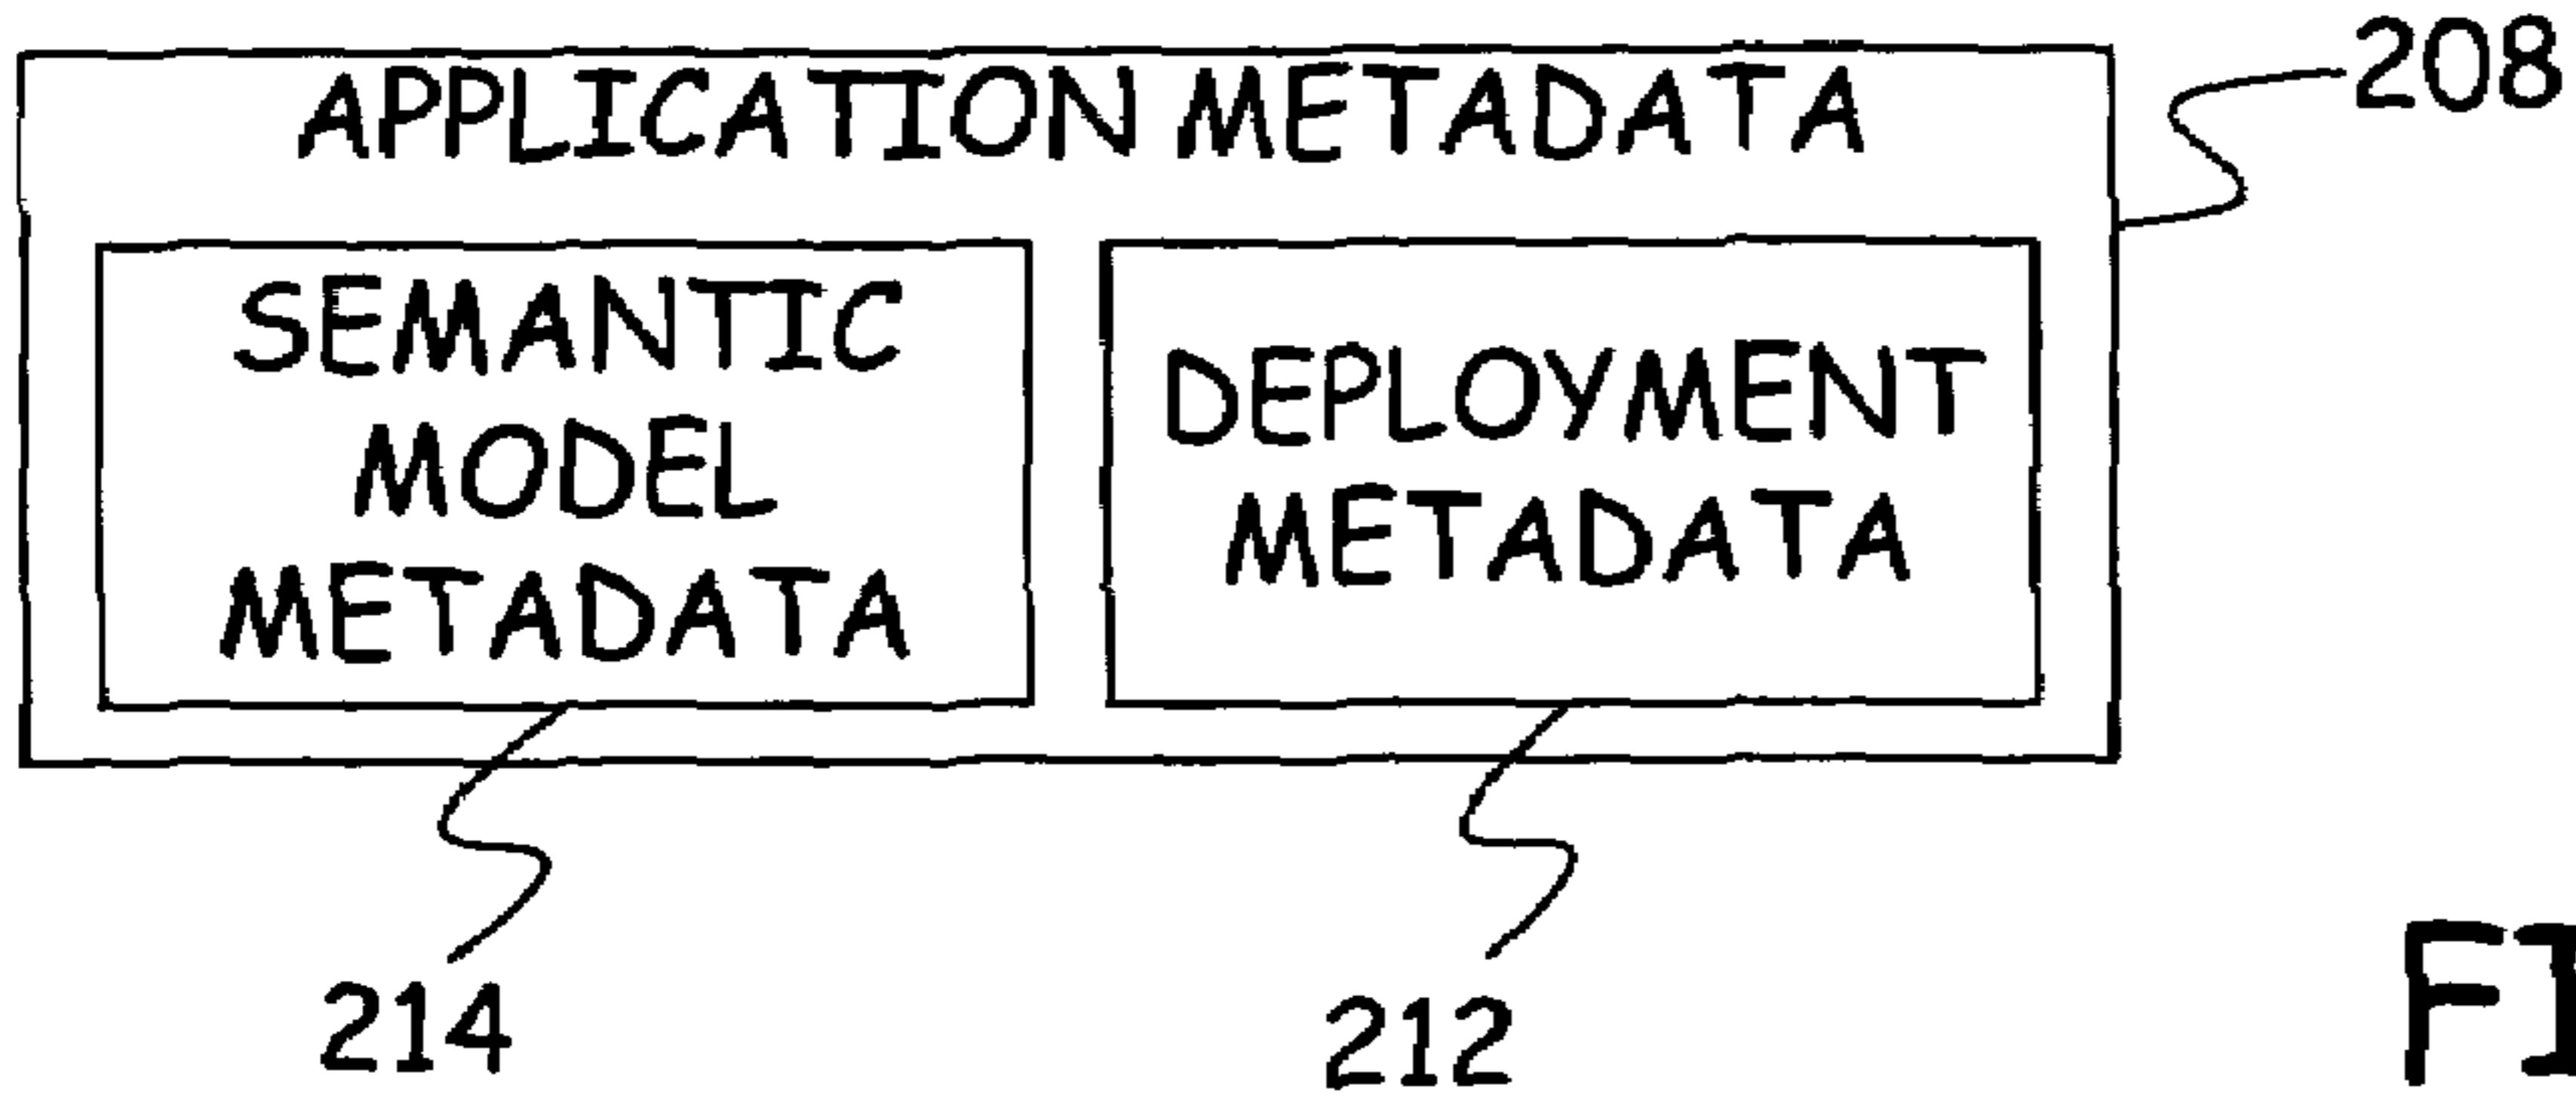 208
APPLICATION METADATA
SEMANTIC
MODEL
METADATA
DEPLOYMENT
METADATA
214
212